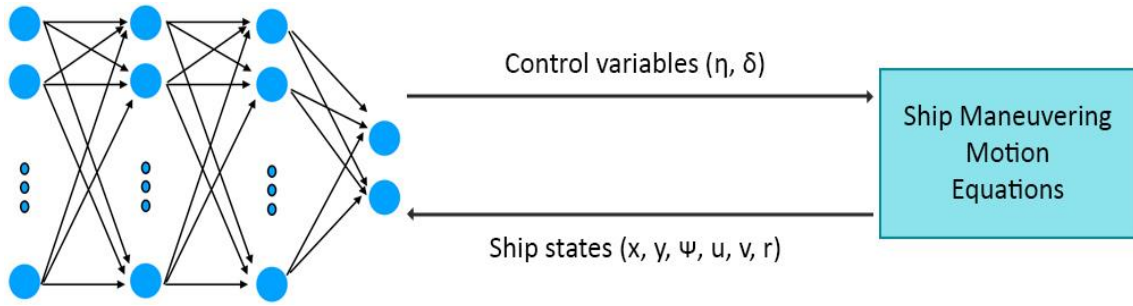 Control variables (η, δ)
Ship Maneuvering
Motion
Equations
Ship states (x, y, Ψ, u, v, r)